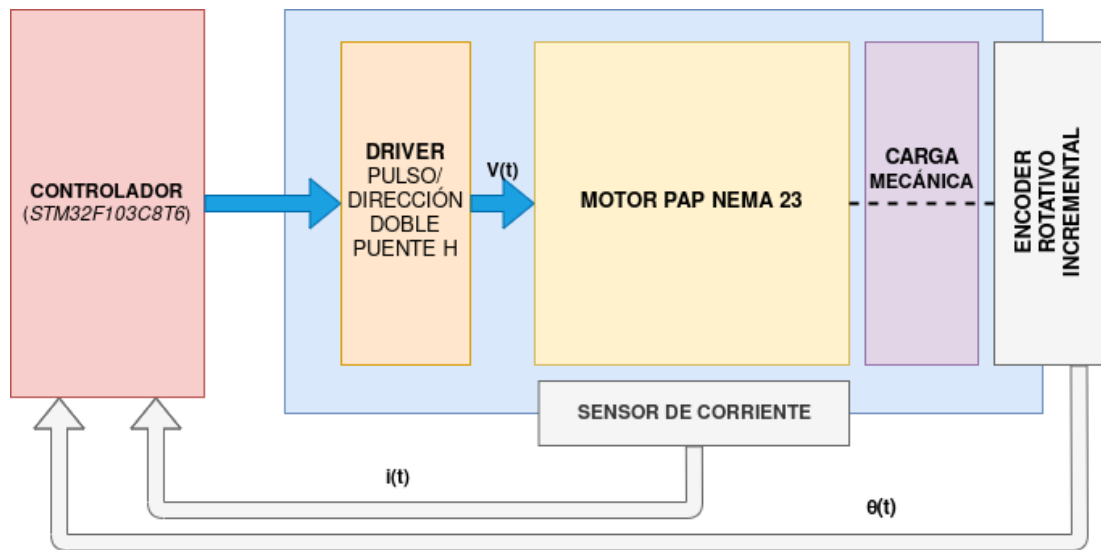 CONTROLADOR
(STM32F103C8T6)
DRIVER
PULSO/
DIRECCIÓN
DOBLE
PUENTE H
V(t)
MOTOR PAP NEMA 23
CARGA
MECÁNICA
ENCODER
ROTATIVO
INCREMENTAL
SENSOR DE CORRIENTE
i(t)
θ(t)